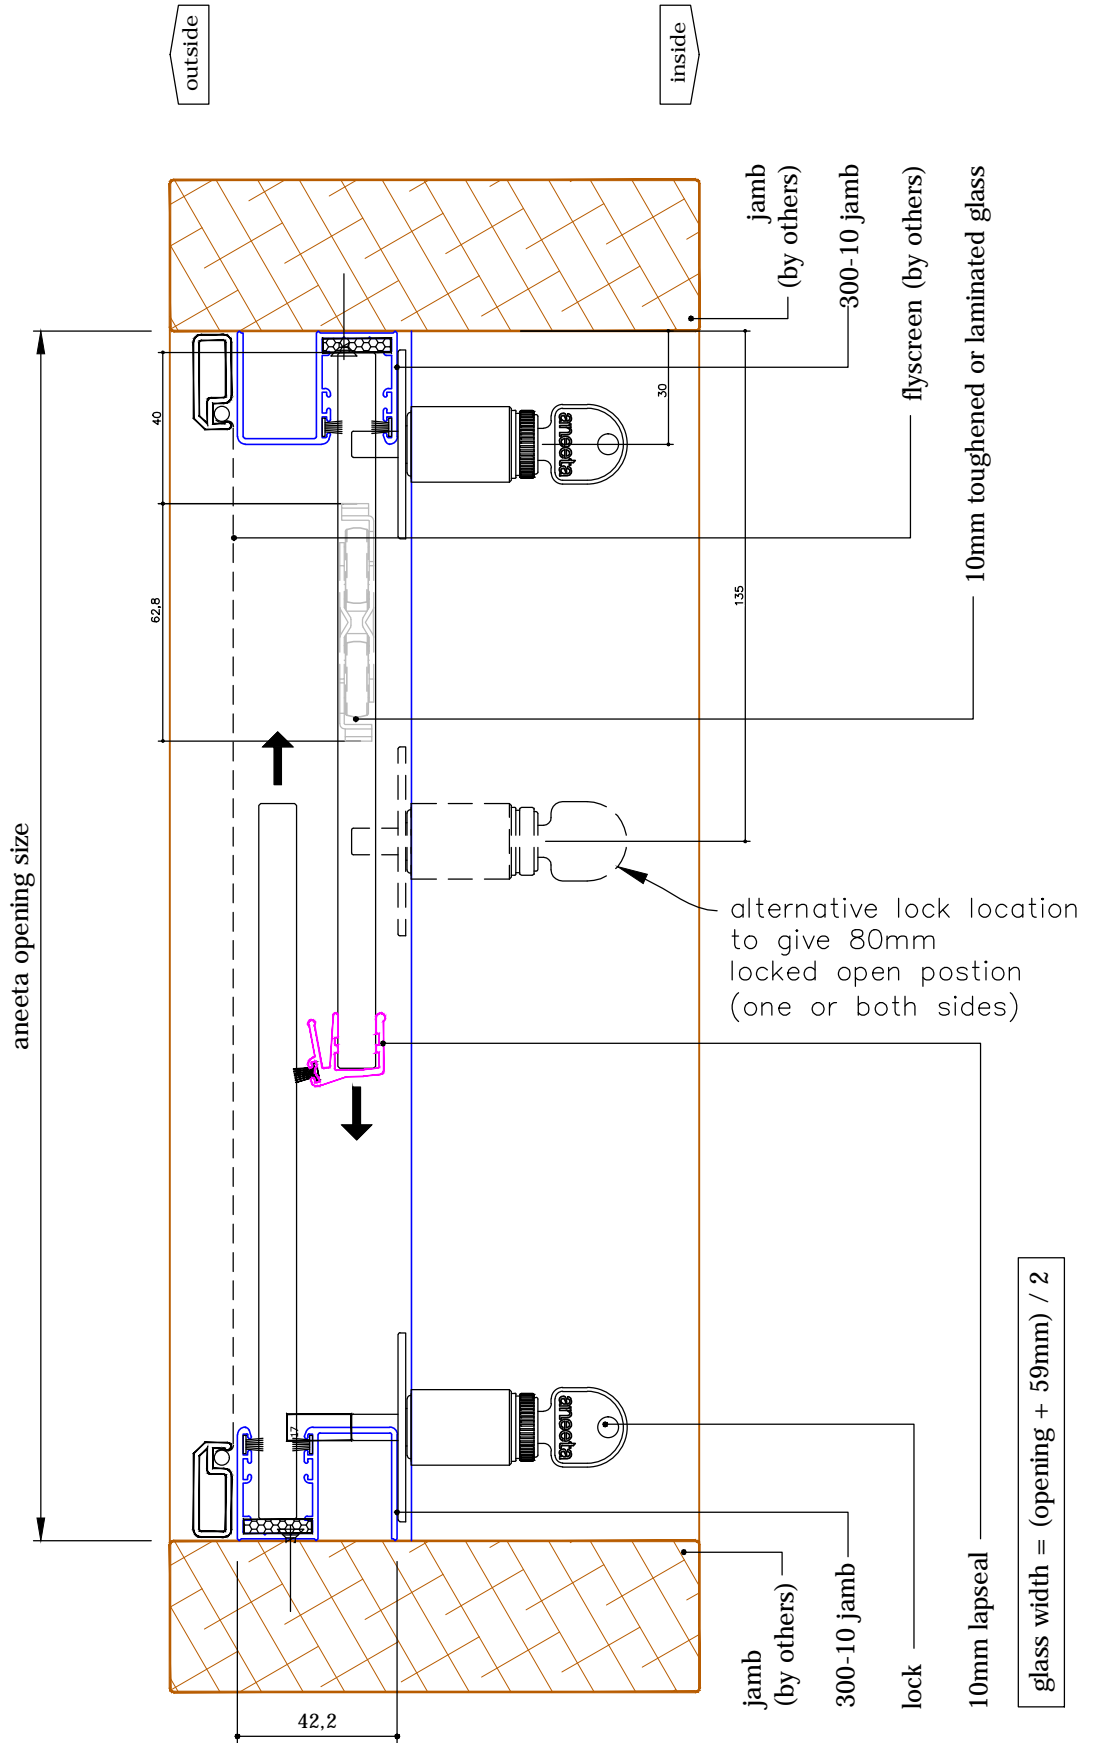 outside
inside
jamb
(by others)
300-10 jamb
flyscreen (by others)
10mm toughened or laminated glass
40
62,8
30
135
aneeta
aneeta opening size
alternative lock location
to give 80mm
locked open postion
(one or both sides)
17
aneeta
42,2
jamb
(by others)
300-10 jamb
lock
10mm lapseal
glass width = (opening + 59mm) / 2